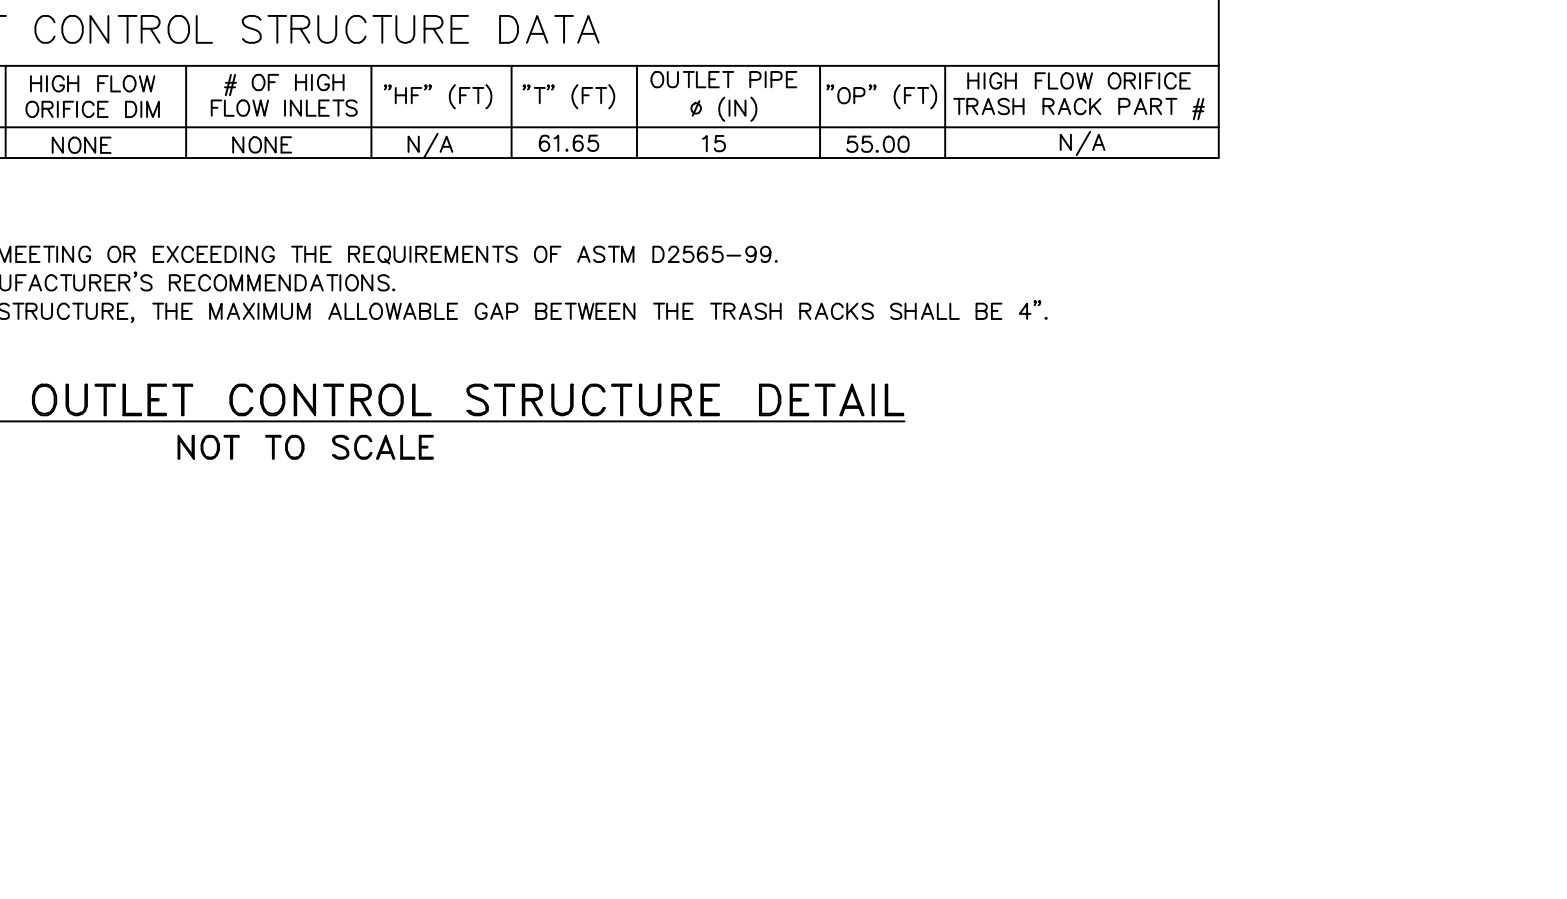 CONTROL STRUCTURE DATA
HIGH FLOW ORIFICE DIM # OF HIGH FLOW INLETS "HF" (FT) "T" (FT) OUTLET PIPE ø (IN) "OP" (FT) HIGH FLOW ORIFICE TRASH RACK PART #
NONE NONE N/A 61.65 15 55.00 N/A
MEETING OR EXCEEDING THE REQUIREMENTS OF ASTM D2565–99.
UFACTURER'S RECOMMENDATIONS.
STRUCTURE, THE MAXIMUM ALLOWABLE GAP BETWEEN THE TRASH RACKS SHALL BE 4".
OUTLET CONTROL STRUCTURE DETAIL
NOT TO SCALE